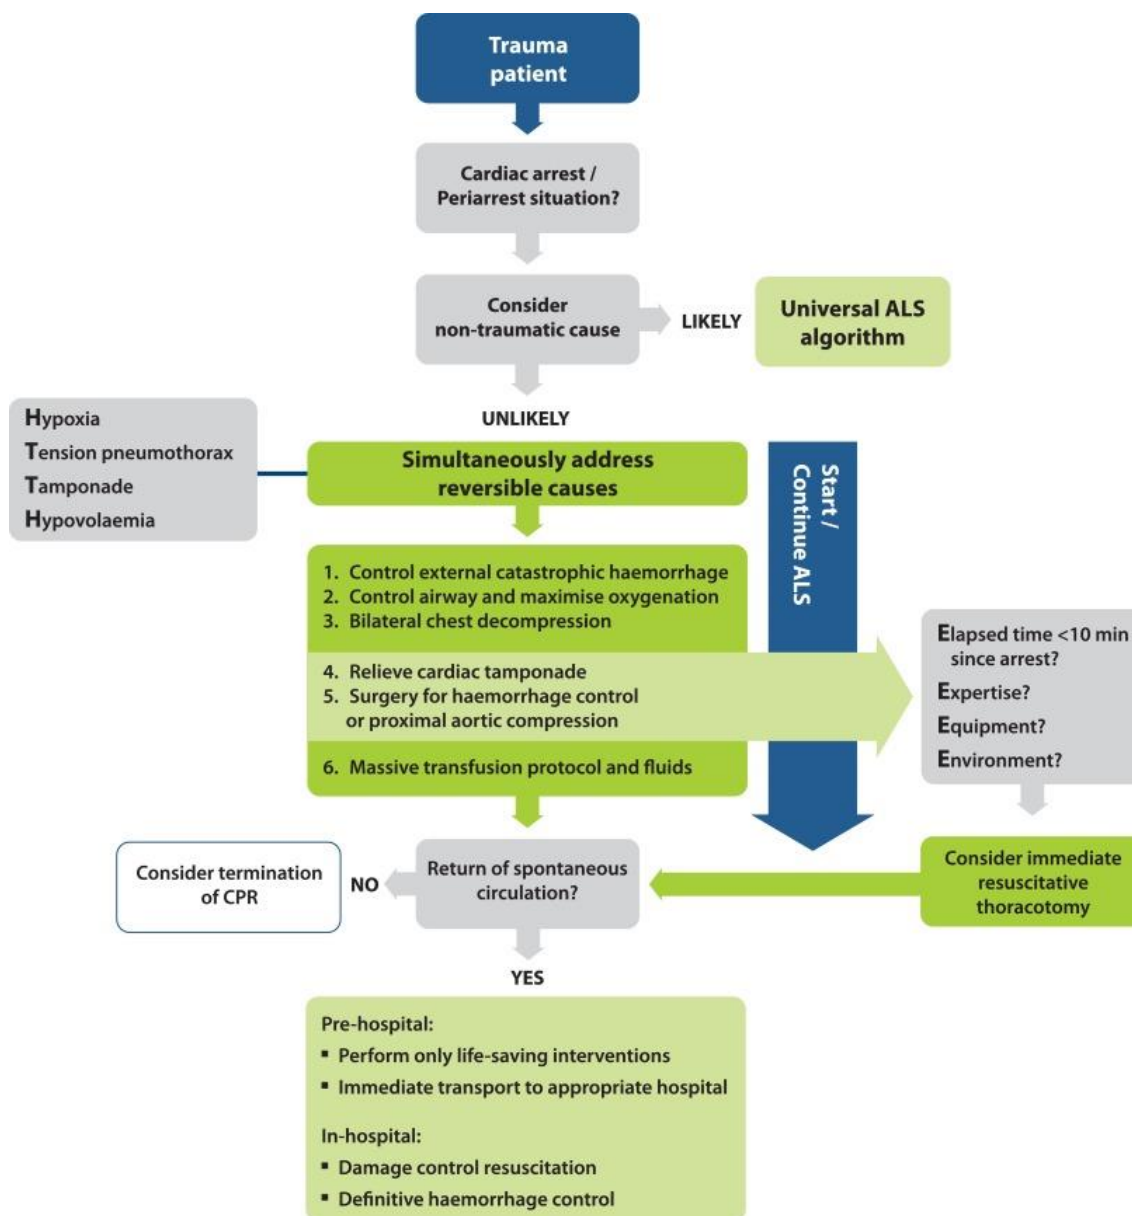 Trauma
patient
Cardiac arrest /
Periarrest situation?
Consider
non-traumatic cause
LIKELY
Universal ALS
algorithm
UNLIKELY
Hypoxia
Tension pneumothorax
Tamponade
Hypovolaemia
Simultaneously address
reversible causes
Start /
Continue ALS
1. Control external catastrophic haemorrhage
2. Control airway and maximise oxygenation
3. Bilateral chest decompression
4. Relieve cardiac tamponade
5. Surgery for haemorrhage control
or proximal aortic compression
6. Massive transfusion protocol and fluids
Elapsed time <10 min
since arrest?
Expertise?
Equipment?
Environment?
Consider immediate
resuscitative
thoracotomy
Return of spontaneous
circulation?
NO
Consider termination
of CPR
YES
Pre-hospital:
▪ Perform only life-saving interventions
▪ Immediate transport to appropriate hospital
In-hospital:
▪ Damage control resuscitation
▪ Definitive haemorrhage control